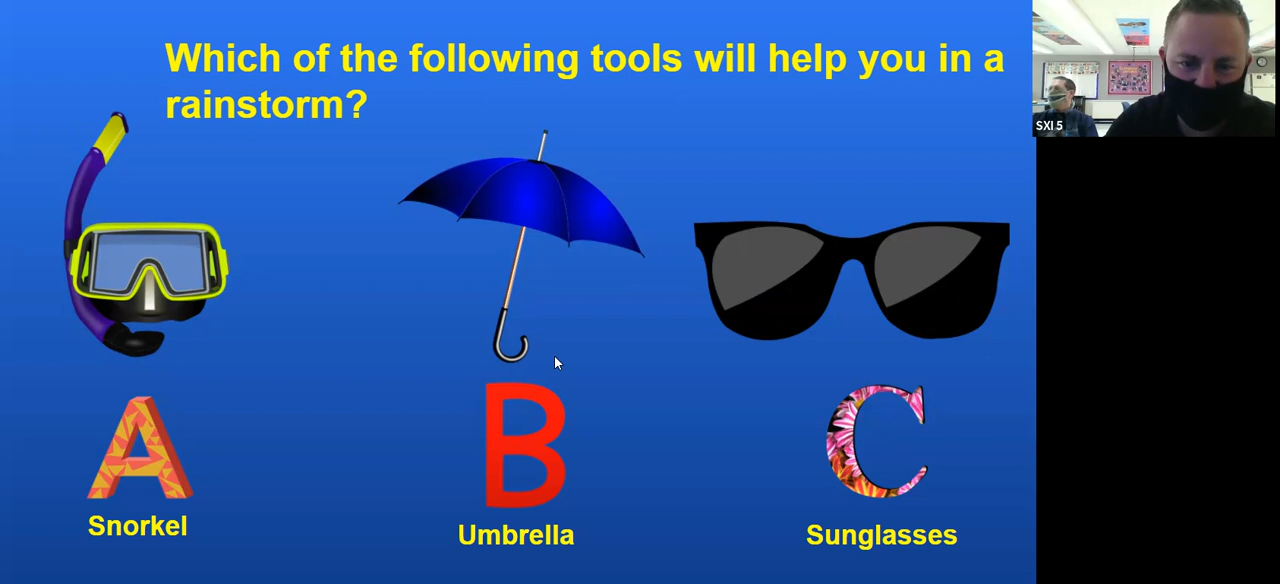 Which of the following tools will help you in a
rainstorm?
SXI 5
A
B
C
Snorkel
Umbrella
Sunglasses